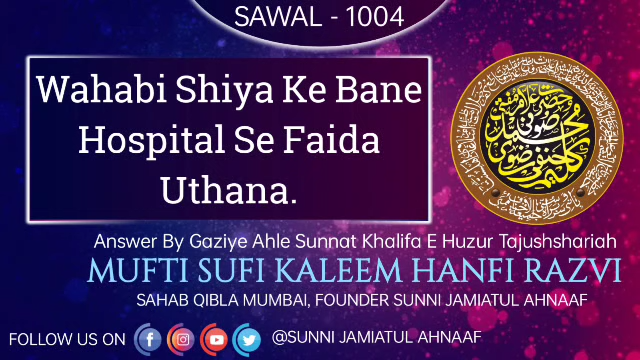 SAWAL - 1004
Wahabi Shiya Ke Bane
Hospital Se Faida
Uthana.
Answer By Gaziye Ahle Sunnat Khalifa E Huzur Tajushshariah
MUFTI SUFI KALEEM HANFI RAZVI
SAHAB QIBLA MUMBAI, FOUNDER SUNNI JAMIATUL AHNAAF
FOLLOW US ON @SUNNI JAMIATUL AHNAAF